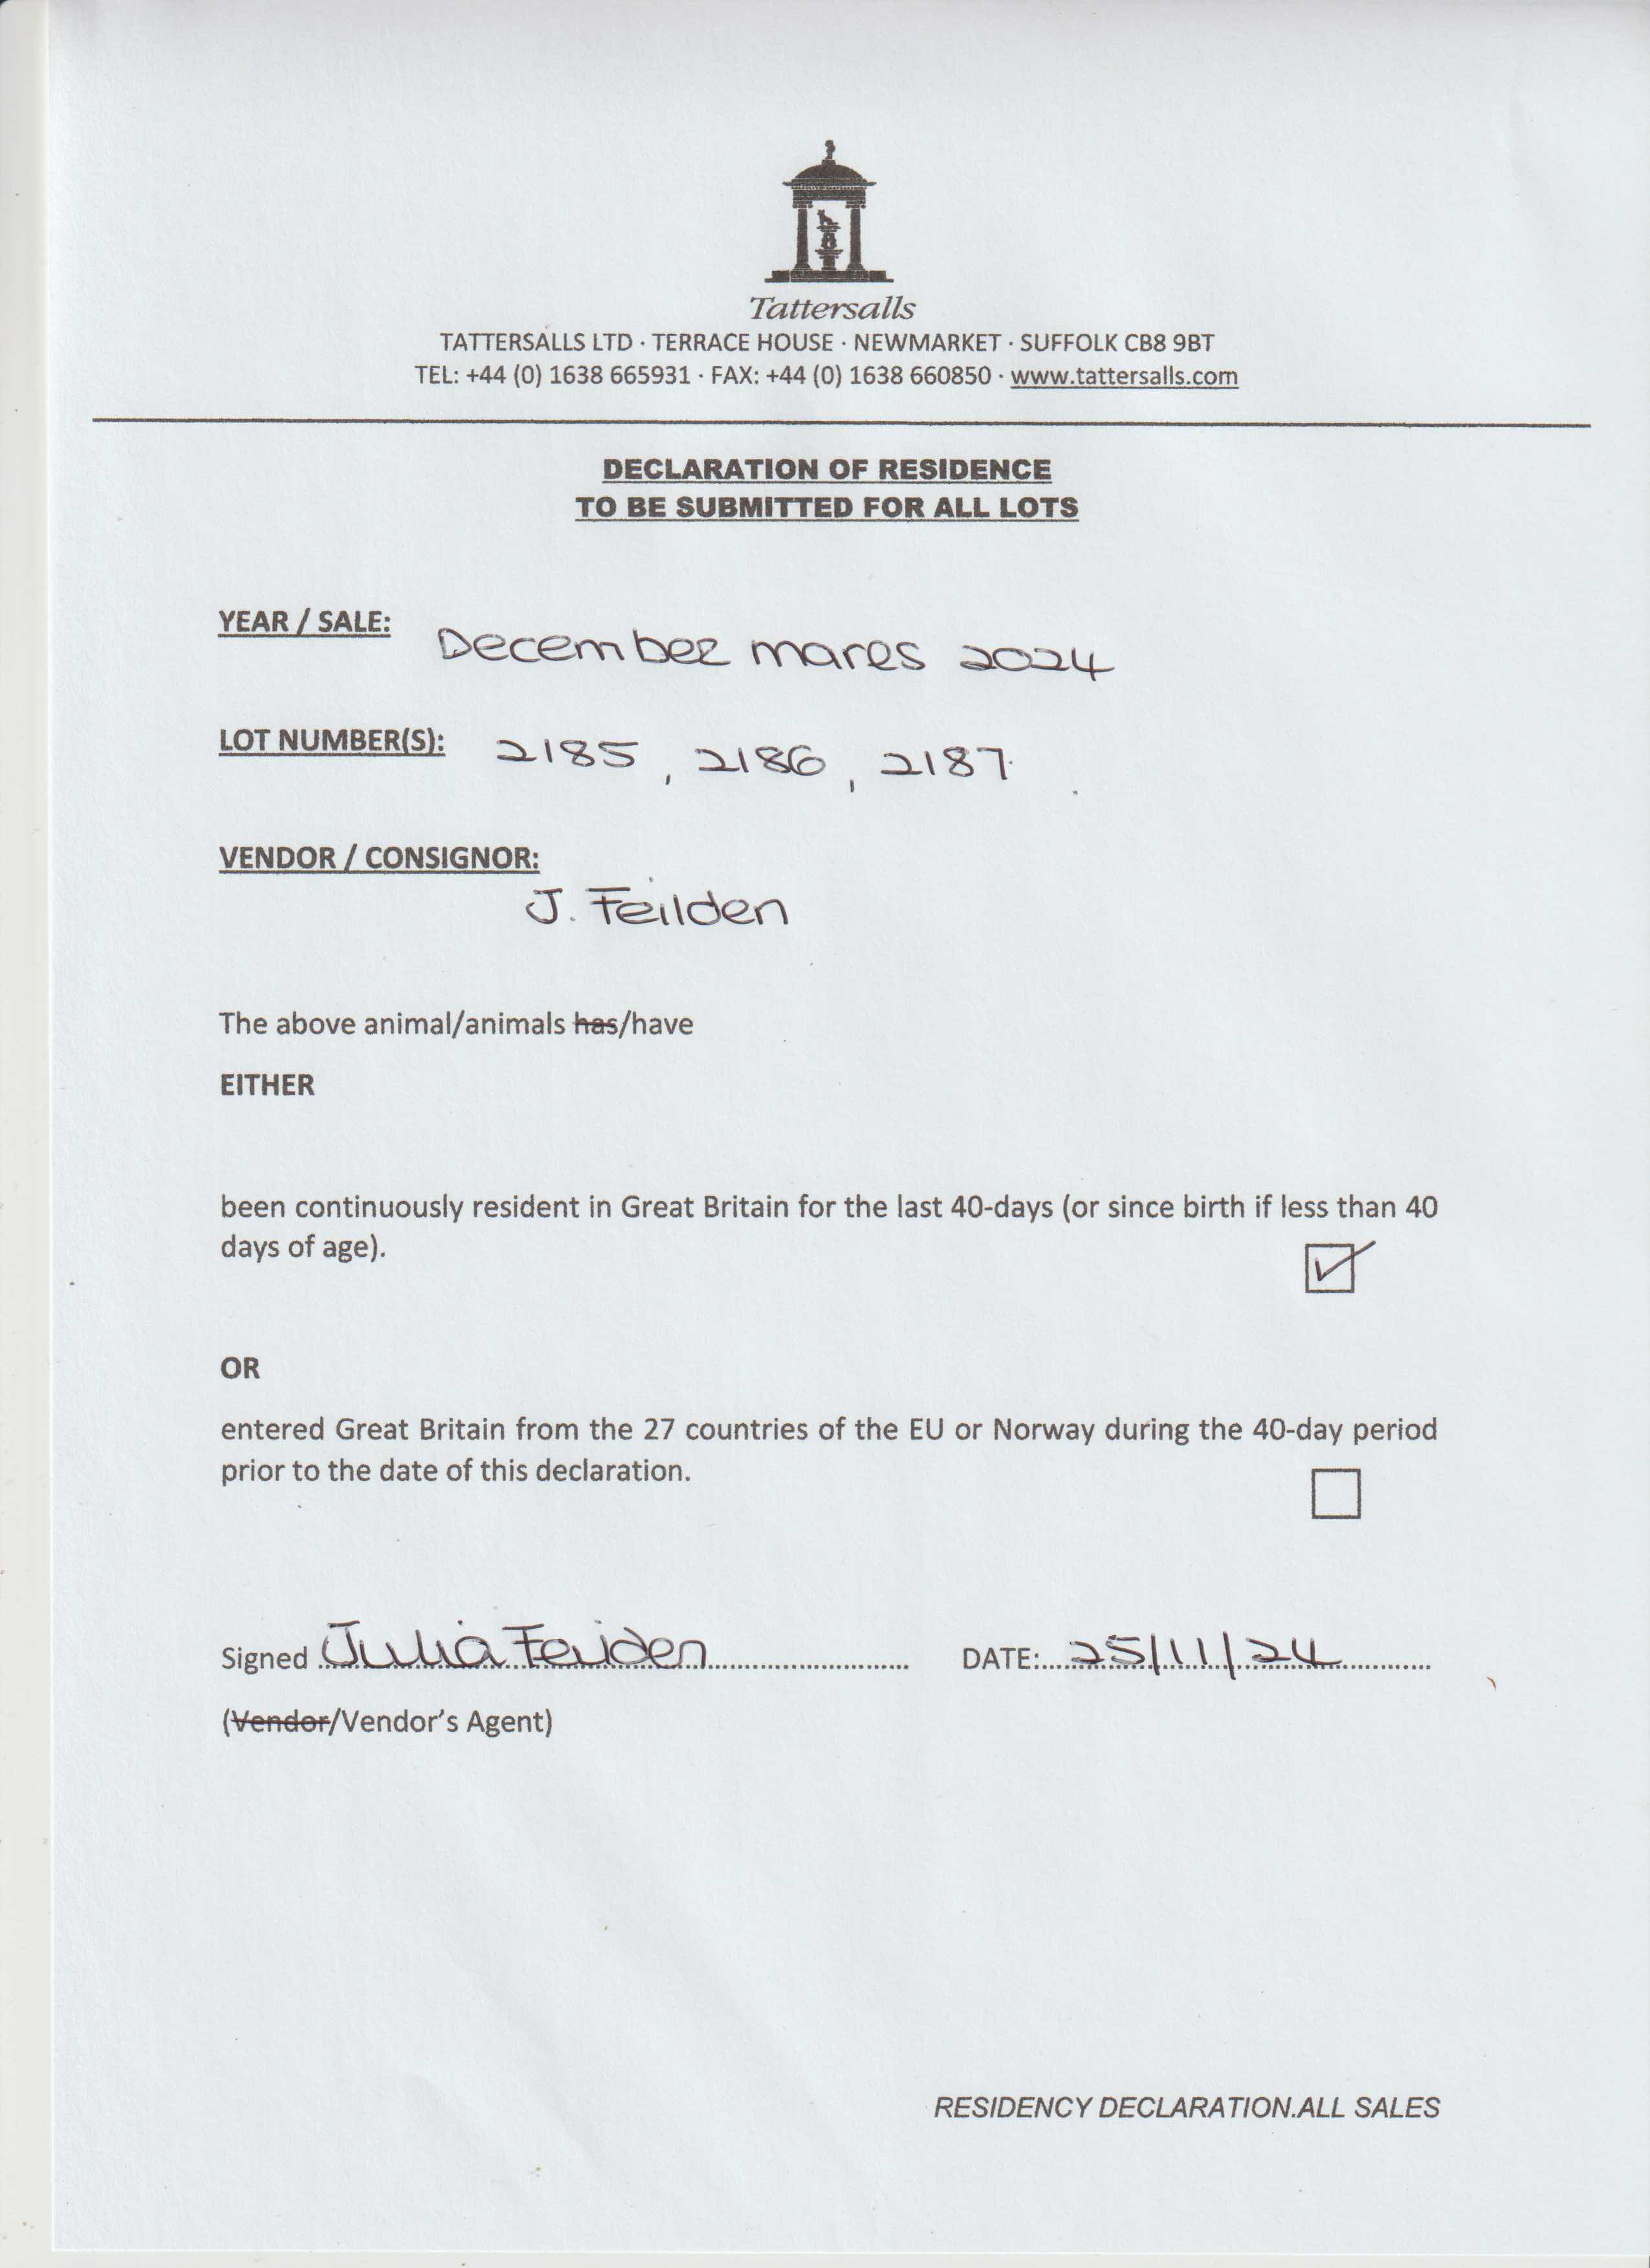 Tattersalls
TATTERSALLS LTD · TERRACE HOUSE · NEWMARKET · SUFFOLK CB8 9BT
TEL: +44 (0) 1638 665931 · FAX: +44 (0) 1638 660850 · www.tattersalls.com
DECLARATION OF RESIDENCE
TO BE SUBMITTED FOR ALL LOTS
YEAR / SALE: December mares 2024
LOT NUMBER(S): 2185, 2186, 2187
VENDOR / CONSIGNOR:
J. Feilden
The above animal/animals has/have
EITHER
been continuously resident in Great Britain for the last 40-days (or since birth if less than 40
days of age).
OR
entered Great Britain from the 27 countries of the EU or Norway during the 40-day period
prior to the date of this declaration.
Signed Julia Feilden DATE: 25/11/24
(Vendor/Vendor's Agent)
RESIDENCY DECLARATION.ALL SALES